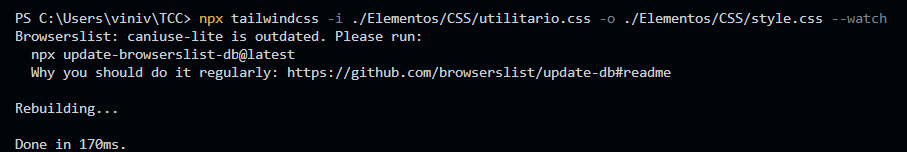 PS C:\Users\viniv\TCC> npx tailwindcss -i ./Elementos/CSS/utilitario.css -o ./Elementos/CSS/style.css --watch
Browserslist: caniuse-lite is outdated. Please run:
  npx update-browserslist-db@latest
  Why you should do it regularly: https://github.com/browserslist/update-db#readme
Rebuilding...
Done in 170ms.